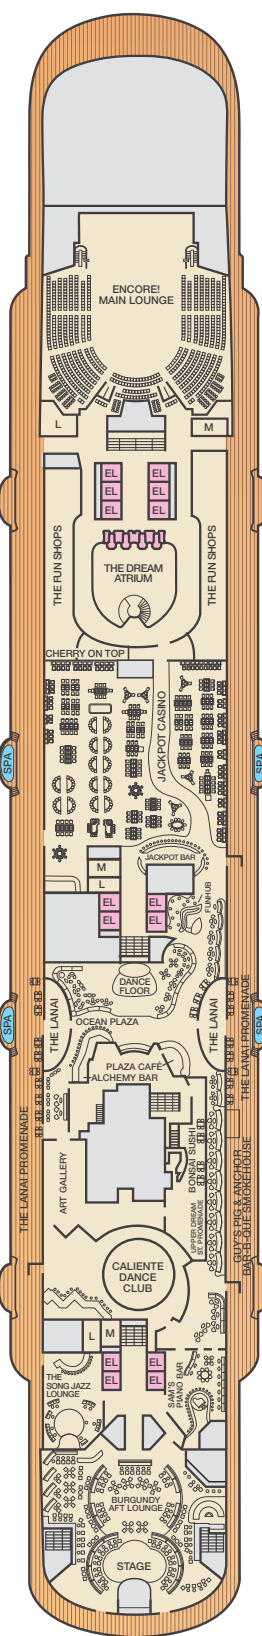 ENCORE!
MAIN LOUNGE
L
M
EL
EL
EL
EL
EL
EL
THE FUN SHOPS
THE DREAM
ATRIUM
THE FUN SHOPS
CHERRY ON TOP
JACKPOT CASINO
SPA
SPA
JACKPOT BAR
M
L
EL
EL
EL
EL
FUN HUB
DANCE
FLOOR
THE LANAI
OCEAN PLAZA
THE LANAI
THE LANAI PROMENADE
SPA
SPA
PLAZA CAFÉ
ALCHEMY BAR
THE LANAI PROMENADE
ART GALLERY
BONSAI SUSHI
UPPER DREAM
ST. PROMENADE
GUY'S PIG & ANCHOR
BAR-B-QUE SMOKEHOUSE
CALIENTE
DANCE
CLUB
L
M
EL
EL
EL
EL
THE
SONG JAZZ
LOUNGE
SAM'S
PIANO BAR
BURGUNDY
AFT LOUNGE
STAGE